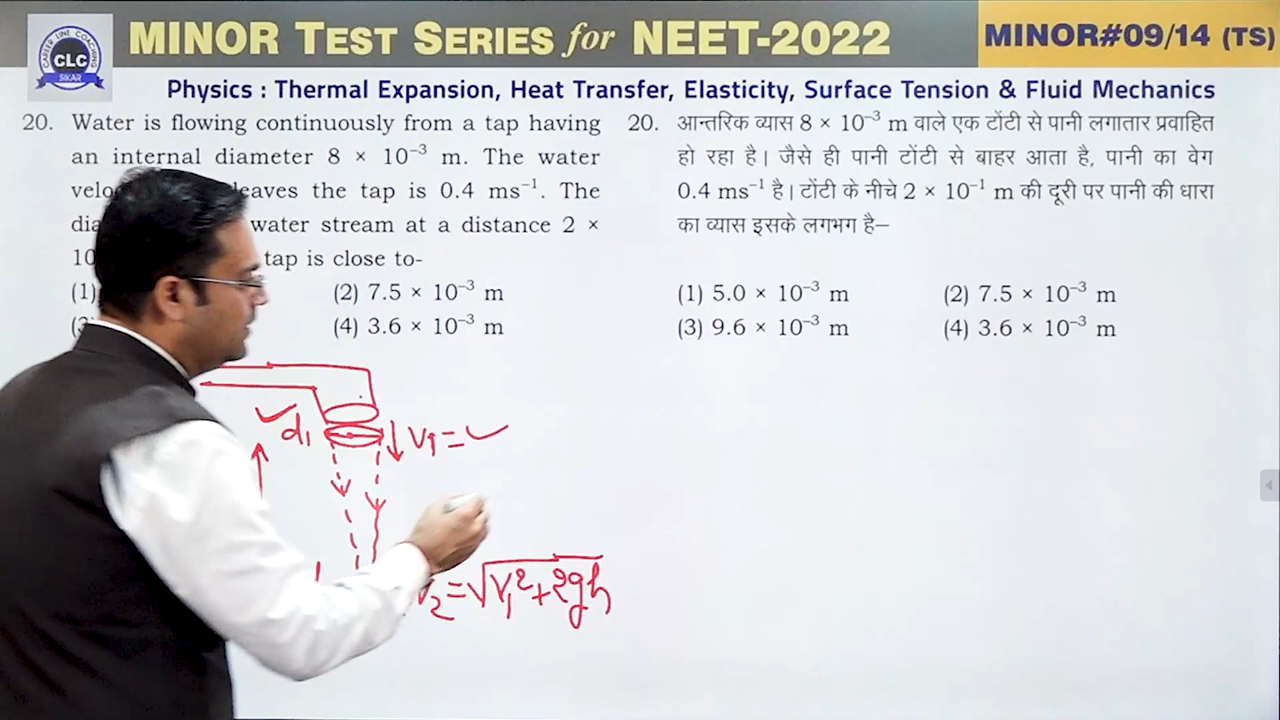 CAREER LINE COACHING
CLC
SIKAR
MINOR TEST SERIES for NEET-2022
MINOR#09/14 (TS)
Physics : Thermal Expansion, Heat Transfer, Elasticity, Surface Tension & Fluid Mechanics
20. Water is flowing continuously from a tap having
an internal diameter 8 × 10⁻³ m. The water
leaves the tap is 0.4 ms⁻¹. The
water stream at a distance 2 ×
tap is close to-
(1)
(2) 7.5 × 10⁻³ m
(4) 3.6 × 10⁻³ m
20. आन्तरिक व्यास 8 × 10⁻³ m वाले एक टोंटी से पानी लगातार प्रवाहित
हो रहा है। जैसे ही पानी टोंटी से बाहर आता है, पानी का वेग
0.4 ms⁻¹ है। टोंटी के नीचे 2 × 10⁻¹ m की दूरी पर पानी की धारा
का व्यास इसके लगभग है–
(1) 5.0 × 10⁻³ m
(2) 7.5 × 10⁻³ m
(3) 9.6 × 10⁻³ m
(4) 3.6 × 10⁻³ m
d₁
v₁ =
v₂ = √v₁² + 2gh